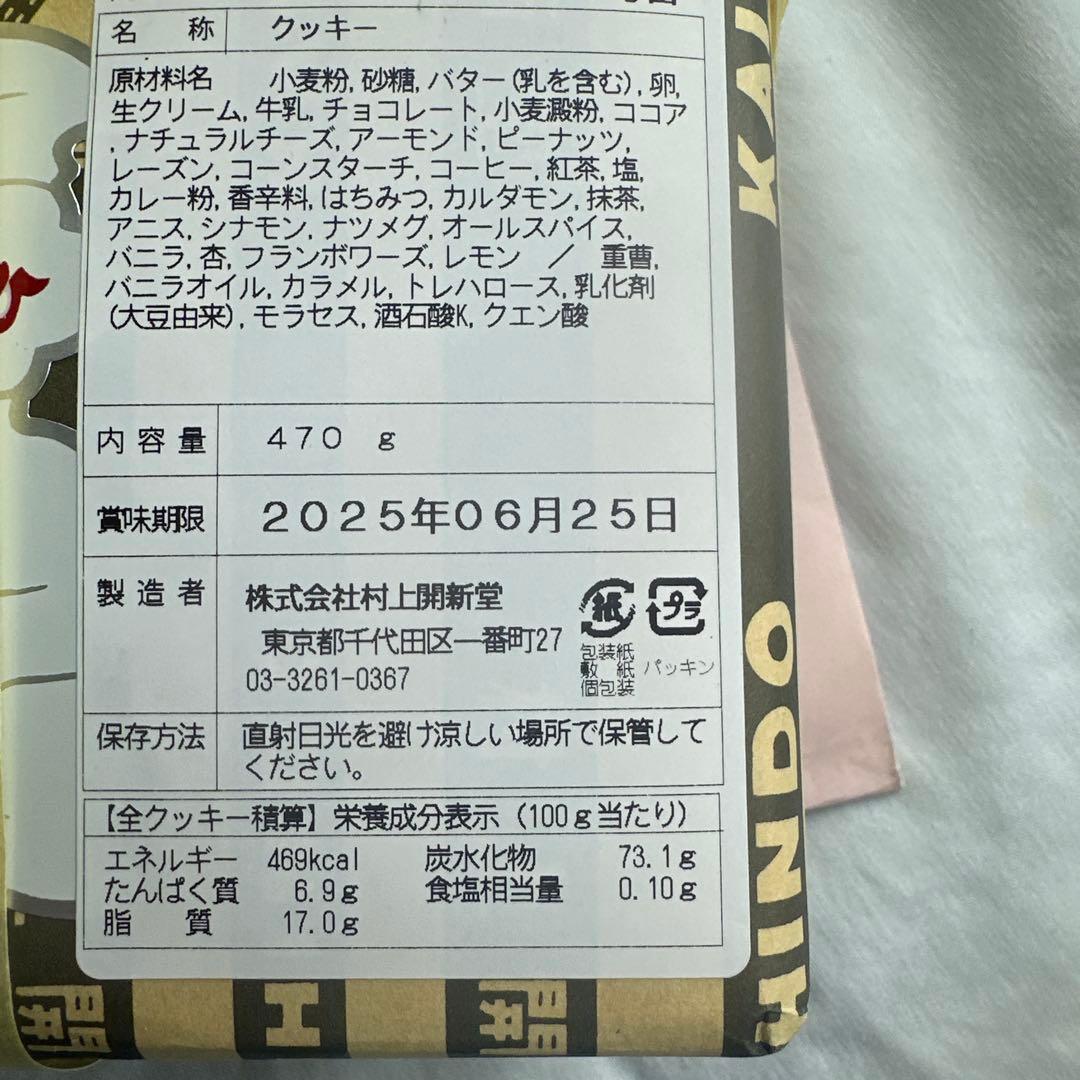 名称 クッキー
原材料名 小麦粉, 砂糖, バター(乳を含む), 卵,
生クリーム, 牛乳, チョコレート, 小麦澱粉, ココア
, ナチュラルチーズ, アーモンド, ピーナッツ,
レーズン, コーンスターチ, コーヒー, 紅茶, 塩,
カレー粉, 香辛料, はちみつ, カルダモン, 抹茶,
アニス, シナモン, ナツメグ, オールスパイス,
バニラ, 杏, フランボワーズ, レモン ／ 重曹,
バニラオイル, カラメル, トレハロース, 乳化剤
(大豆由来), モラセス, 酒石酸K, クエン酸
内容量 ４７０ ｇ
賞味期限 ２０２５年０６月２５日
製造者 株式会社村上開新堂
東京都千代田区一番町27
03-3261-0367
紙 プラ
包装紙
敷紙 パッキン
個包装
保存方法 直射日光を避け涼しい場所で保管して
ください。
【全クッキー積算】栄養成分表示（100ｇ当たり）
エネルギー 469kcal 炭水化物 73.1g
たんぱく質 6.9g 食塩相当量 0.10g
脂質 17.0g
KAI
HINDO
開
H
開